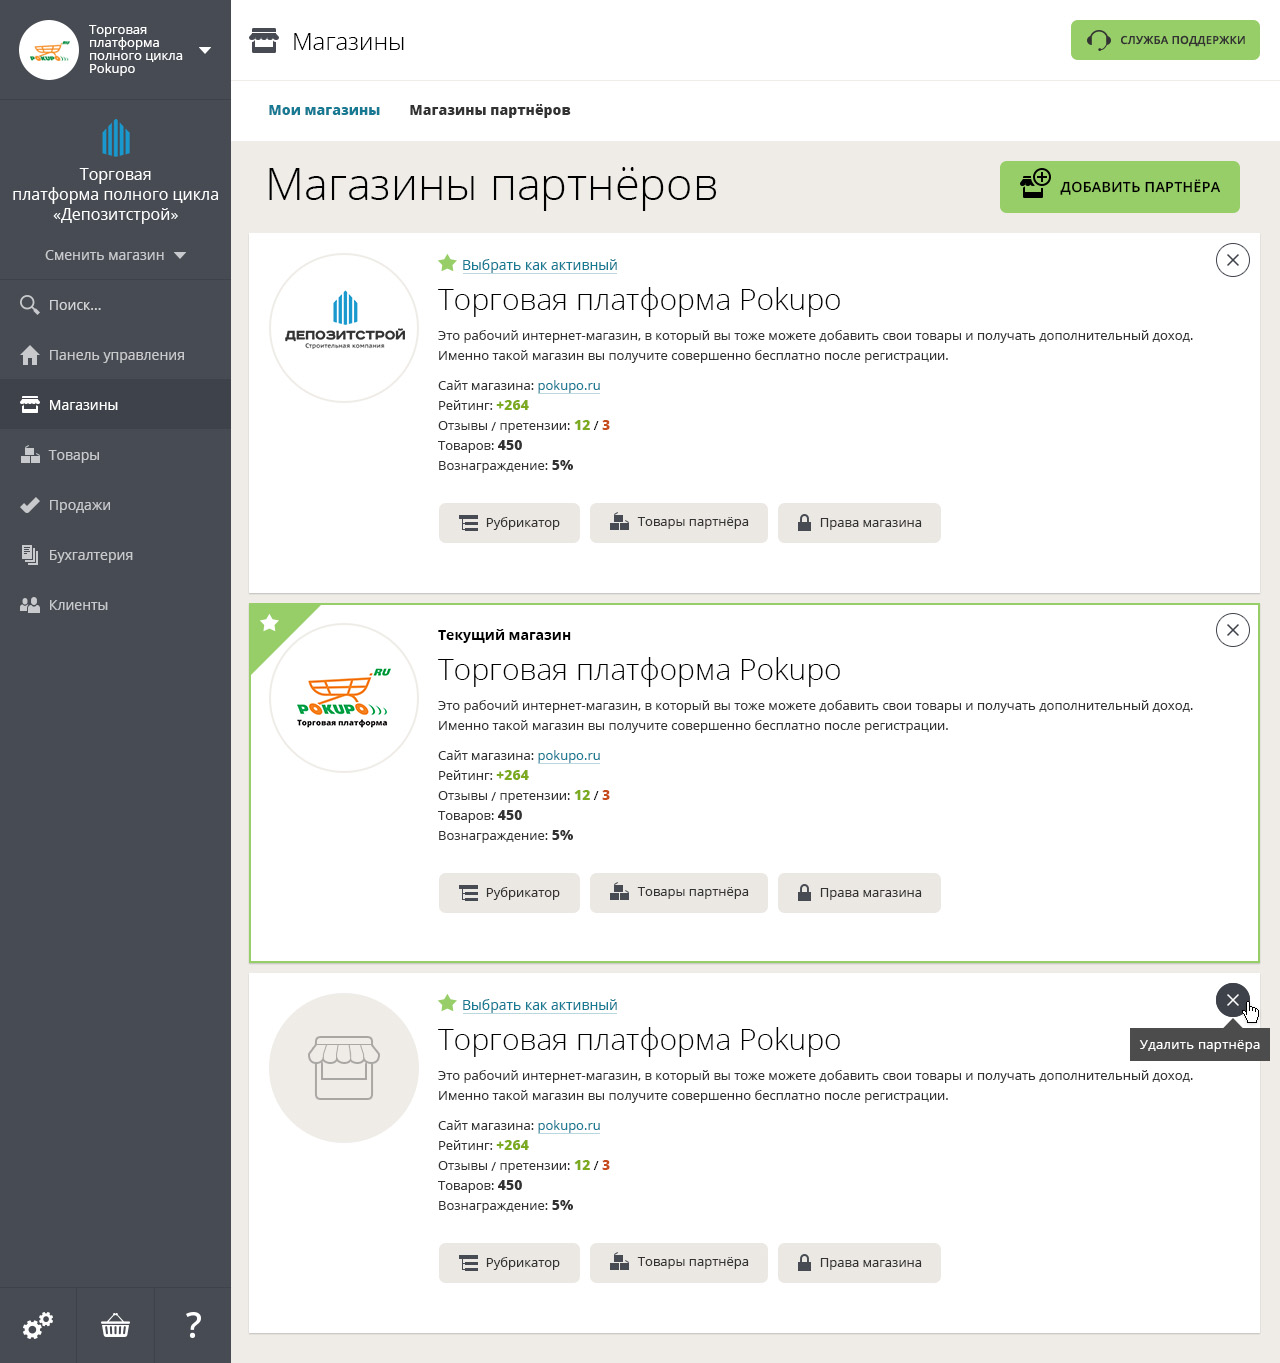 Торговая
платформа
полного цикла
Pokupo
Торговая
платформа полного цикла
«Депозитстрой»
Сменить магазин
Поиск...
Панель управления
Магазины
Товары
Продажи
Бухгалтерия
Клиенты
?
Магазины
СЛУЖБА ПОДДЕРЖКИ
Мои магазины
Магазины партнёров
Магазины партнёров
ДОБАВИТЬ ПАРТНЁРА
ДЕПОЗИТСТРОЙ
Строительная компания
Выбрать как активный
Торговая платформа Pokupo
Это рабочий интернет-магазин, в который вы тоже можете добавить свои товары и получать дополнительный доход.
Именно такой магазин вы получите совершенно бесплатно после регистрации.
Сайт магазина: pokupo.ru
Рейтинг: +264
Отзывы / претензии: 12 / 3
Товаров: 450
Вознаграждение: 5%
Рубрикатор
Товары партнёра
Права магазина
.RU
POKUPO
Торговая платформа
Текущий магазин
Торговая платформа Pokupo
Это рабочий интернет-магазин, в который вы тоже можете добавить свои товары и получать дополнительный доход.
Именно такой магазин вы получите совершенно бесплатно после регистрации.
Сайт магазина: pokupo.ru
Рейтинг: +264
Отзывы / претензии: 12 / 3
Товаров: 450
Вознаграждение: 5%
Рубрикатор
Товары партнёра
Права магазина
Выбрать как активный
Торговая платформа Pokupo
Удалить партнёра
Это рабочий интернет-магазин, в который вы тоже можете добавить свои товары и получать дополнительный доход.
Именно такой магазин вы получите совершенно бесплатно после регистрации.
Сайт магазина: pokupo.ru
Рейтинг: +264
Отзывы / претензии: 12 / 3
Товаров: 450
Вознаграждение: 5%
Рубрикатор
Товары партнёра
Права магазина